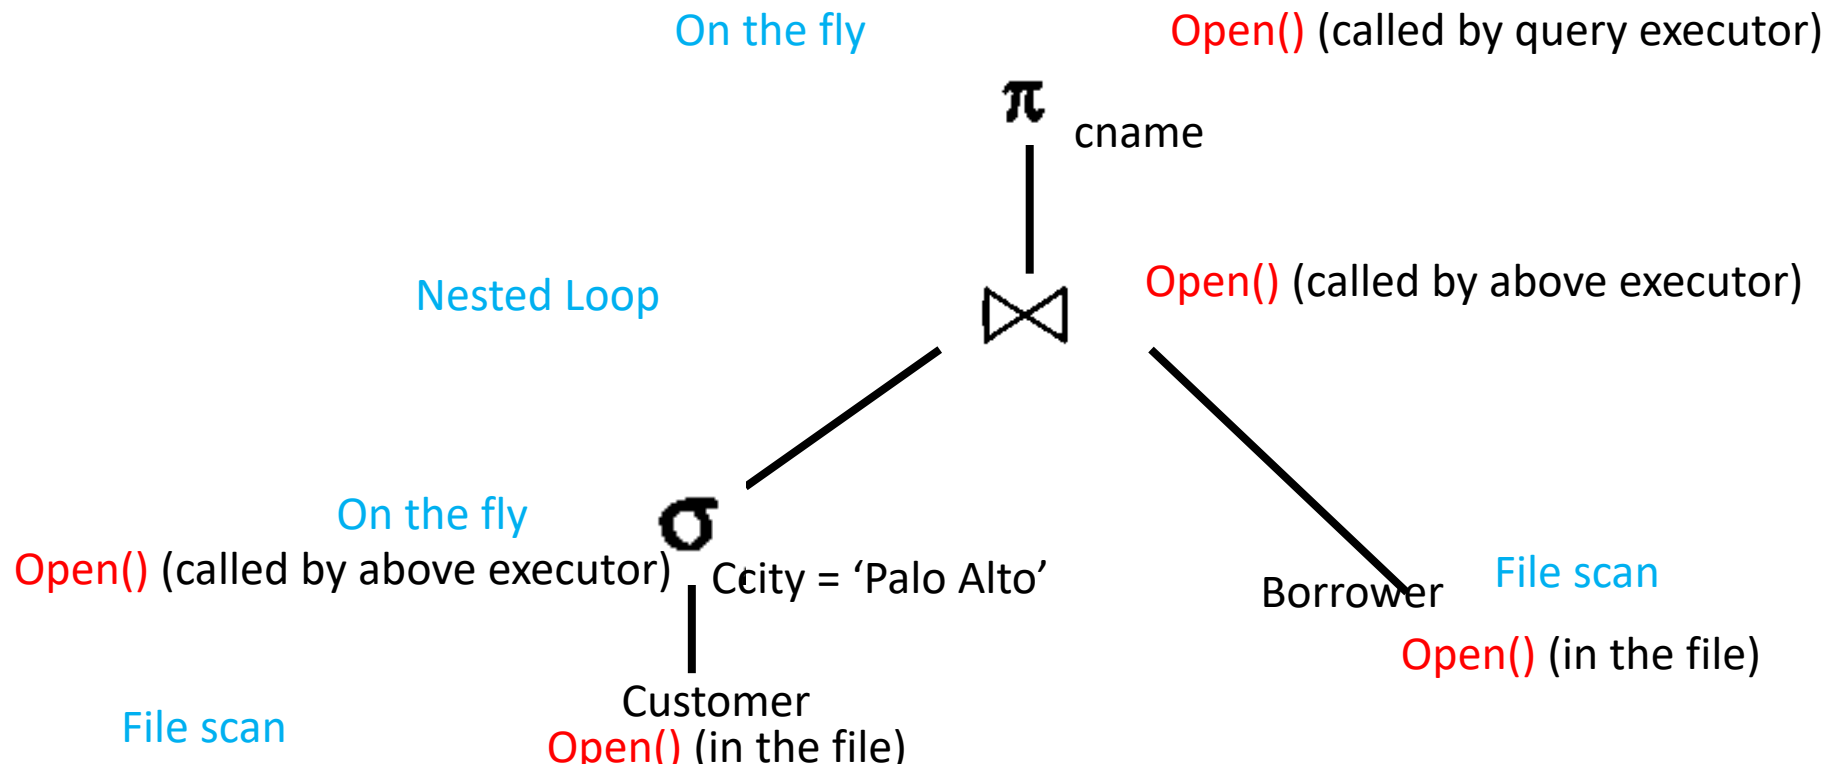 On the fly
Open() (called by query executor)
π
cname
Nested Loop
Open() (called by above executor)
⋈
On the fly
σ
Open() (called by above executor)
Ccity = ‘Palo Alto’
Borrower
File scan
Open() (in the file)
Customer
File scan
Open() (in the file)